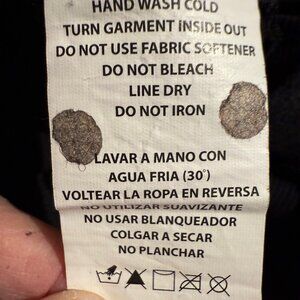 HAND WASH COLD
TURN GARMENT INSIDE OUT
DO NOT USE FABRIC SOFTENER
DO NOT BLEACH
LINE DRY
DO NOT IRON
LAVAR A MANO CON
AGUA FRIA (30°)
VOLTEAR LA ROPA EN REVERSA
NO UTILIZAR SUAVIZANTE
NO USAR BLANQUEADOR
COLGAR A SECAR
NO PLANCHAR